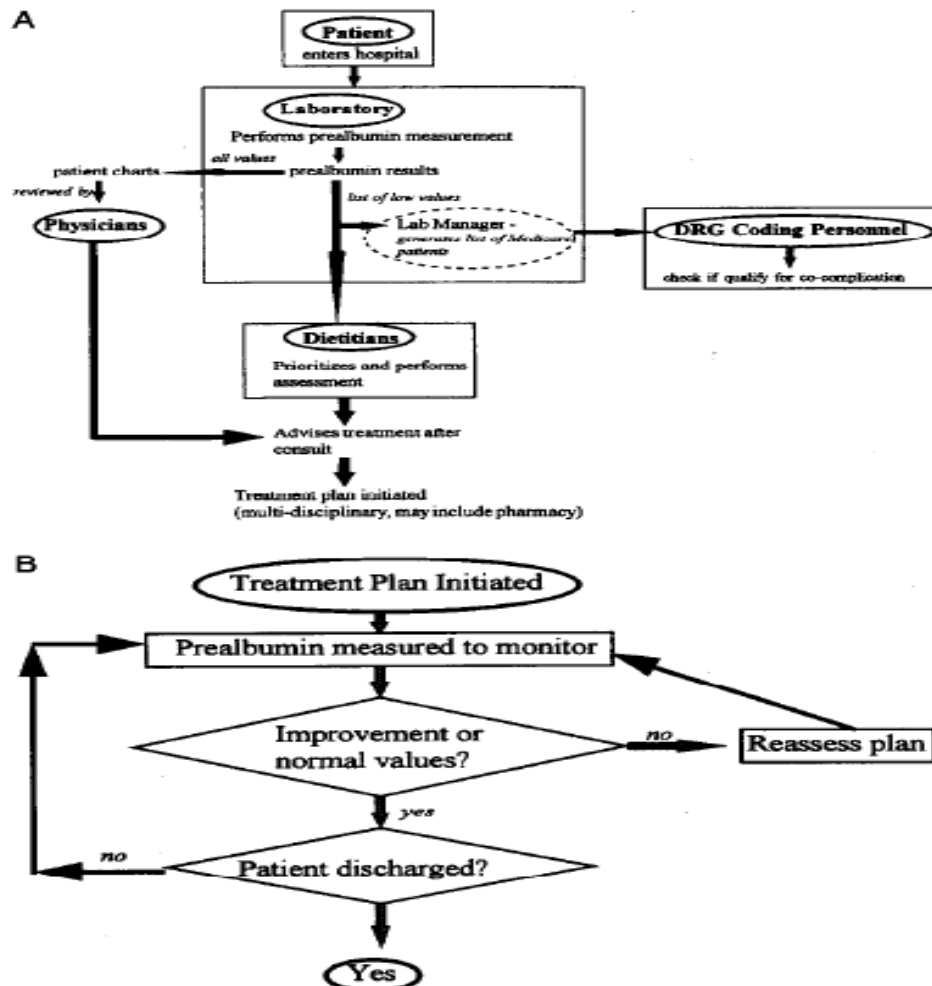 A
Patient
enters hospital
Laboratory
Performs prealbumin measurement
all values
patient charts
prealbumin results
reviewed by
list of low values
Physicians
Lab Manager -
generates list of Medicare
patients
DRG Coding Personnel
check if qualify for co-complication
Dietitians
Prioritizes and performs
assessment
Advises treatment after
consult
Treatment plan initiated
(multi-disciplinary, may include pharmacy)
B
Treatment Plan Initiated
Prealbumin measured to monitor
Improvement or
normal values?
no
Reassess plan
yes
no
Patient discharged?
Yes